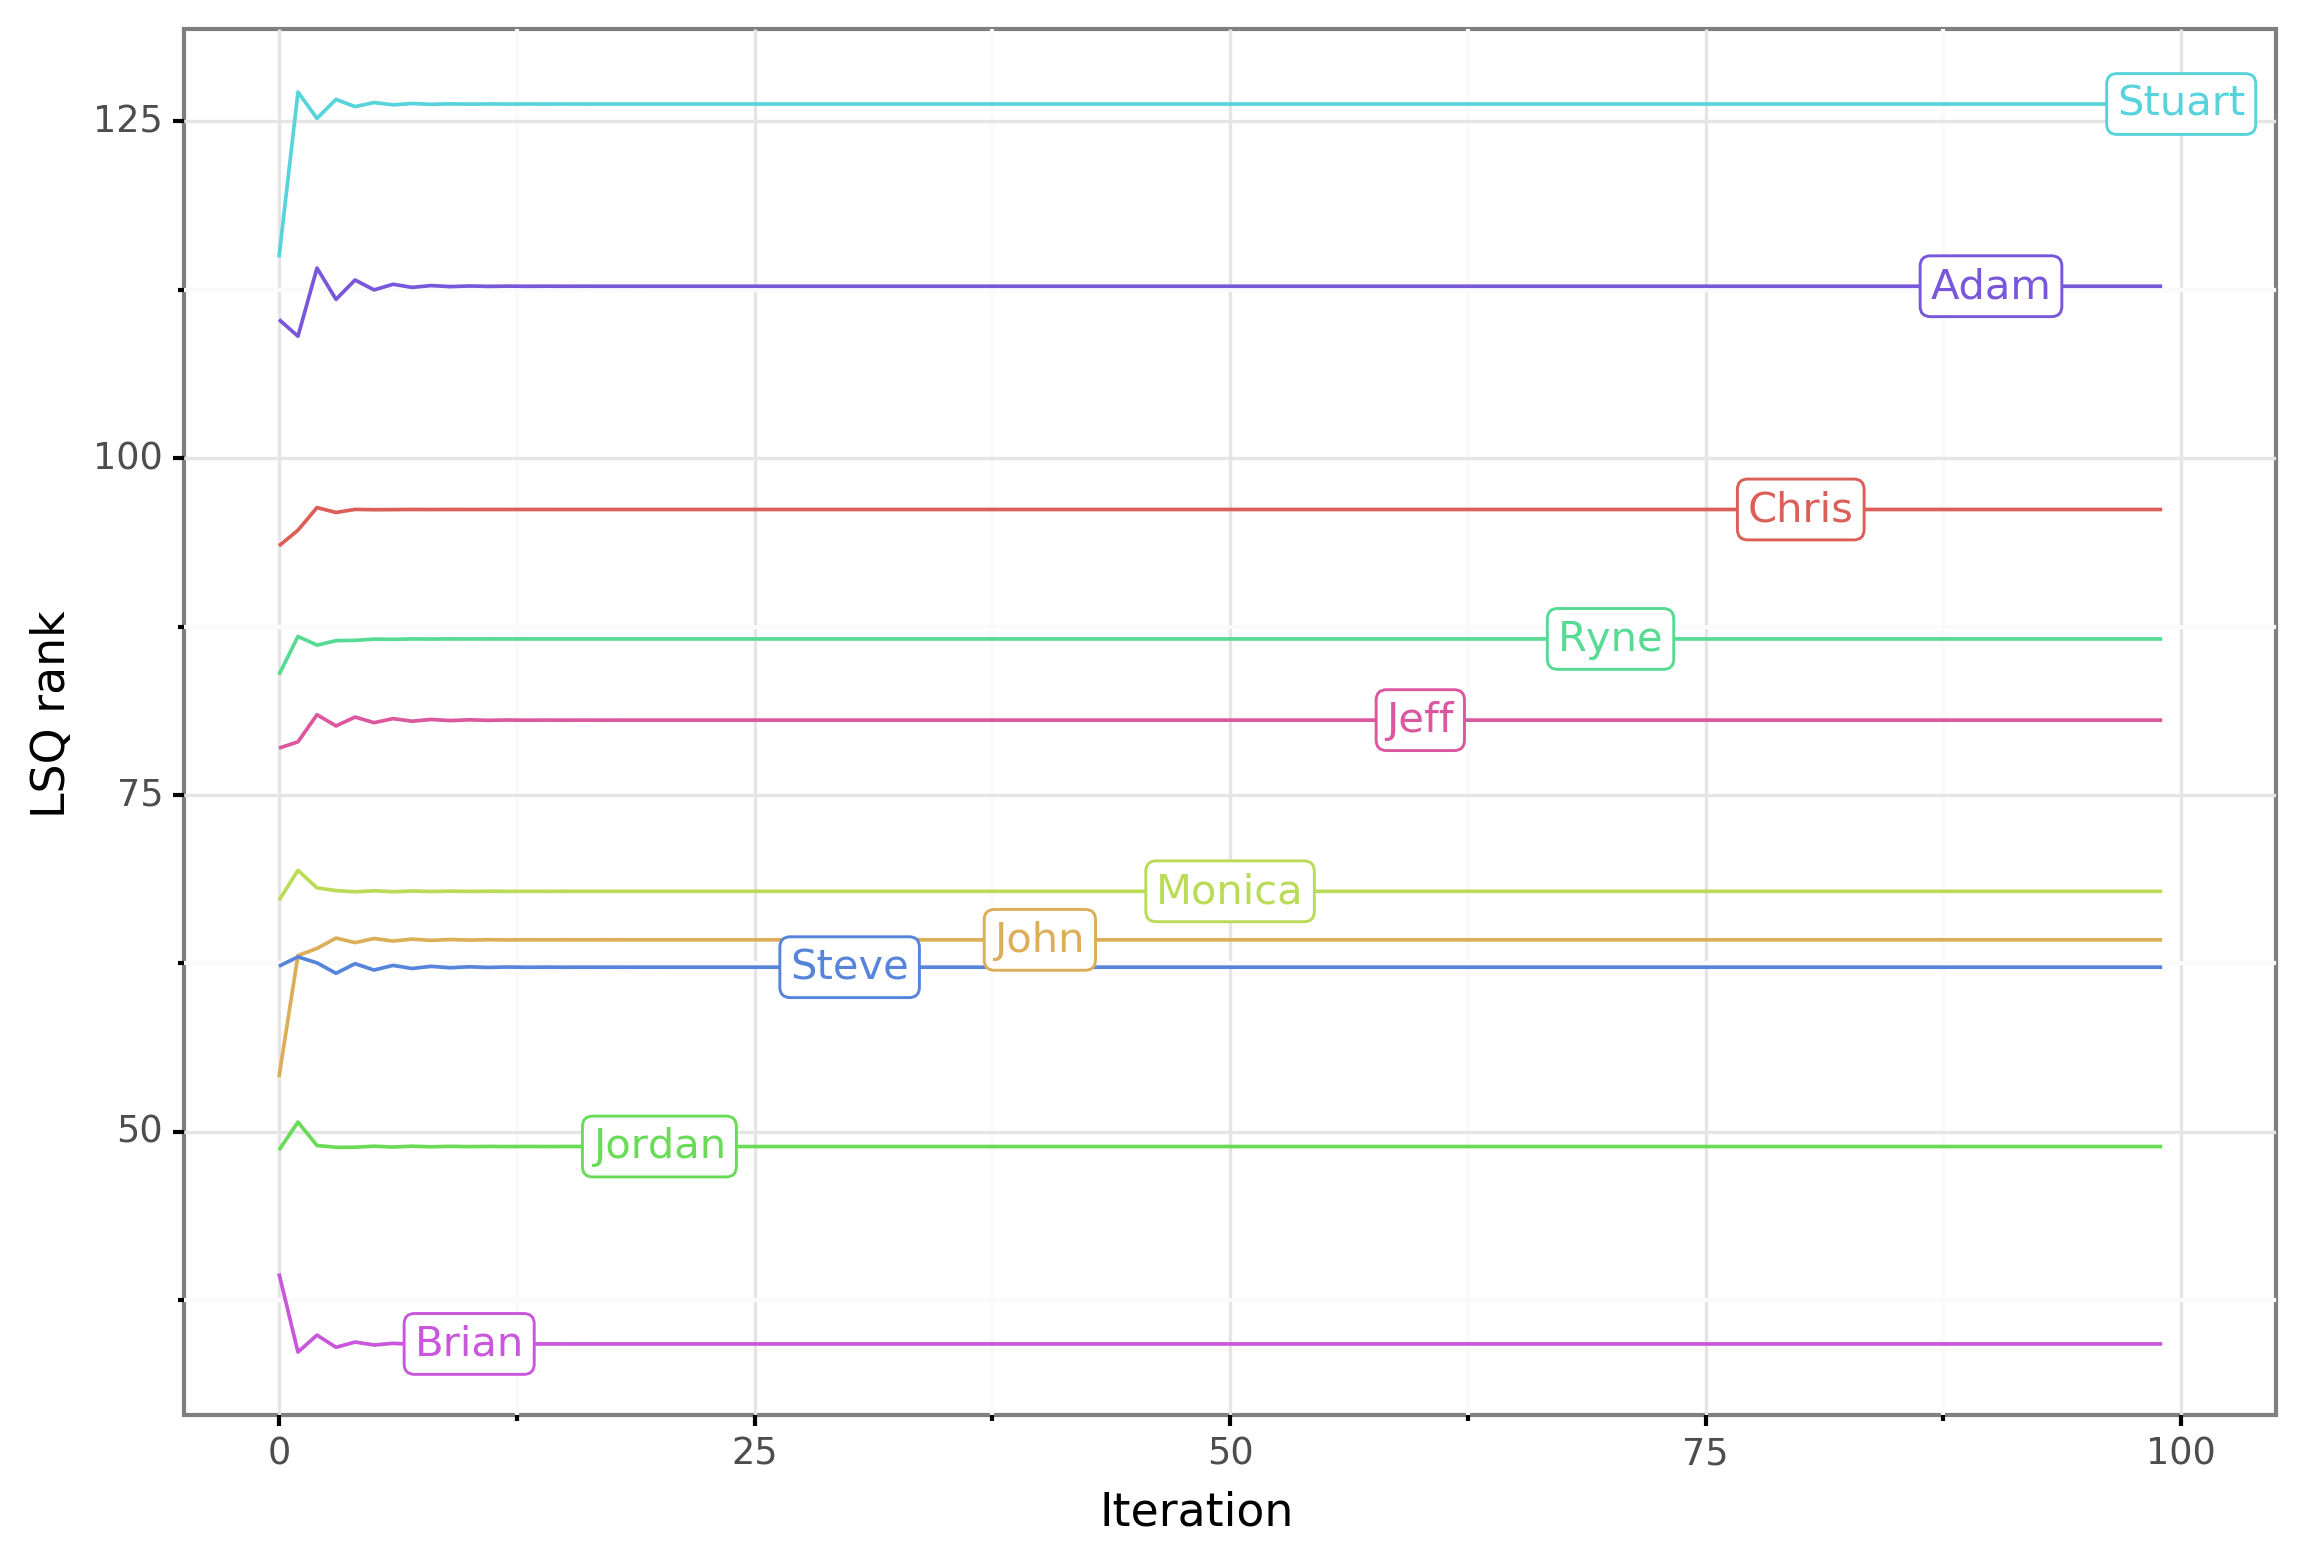 Stuart
125
Adam
100
Chris
Ryne
LSQ rank
Jeff
75
Monica
John
Steve
50
Jordan
Brian
0 25 50 75 100
Iteration